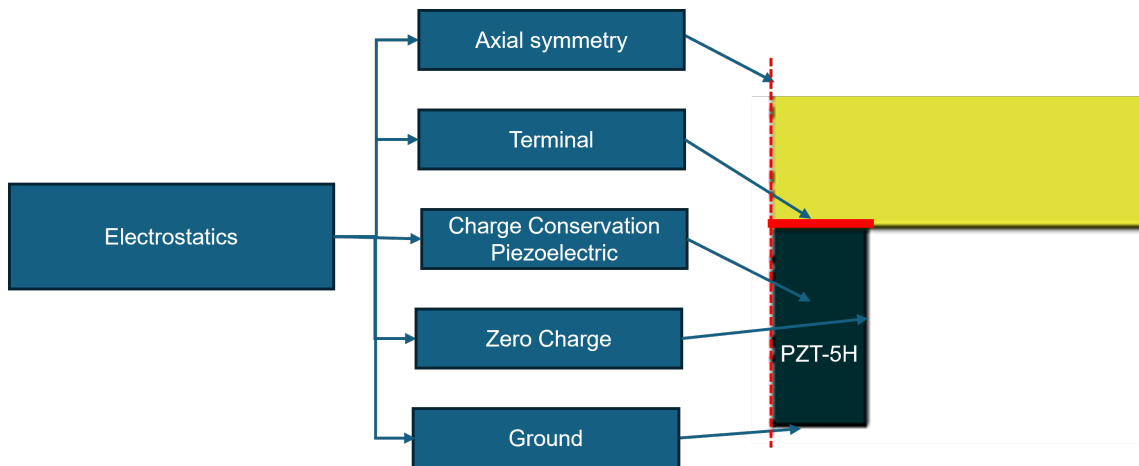 Axial symmetry
Terminal
Electrostatics
Charge Conservation
Piezoelectric
Zero Charge
PZT-5H
Ground